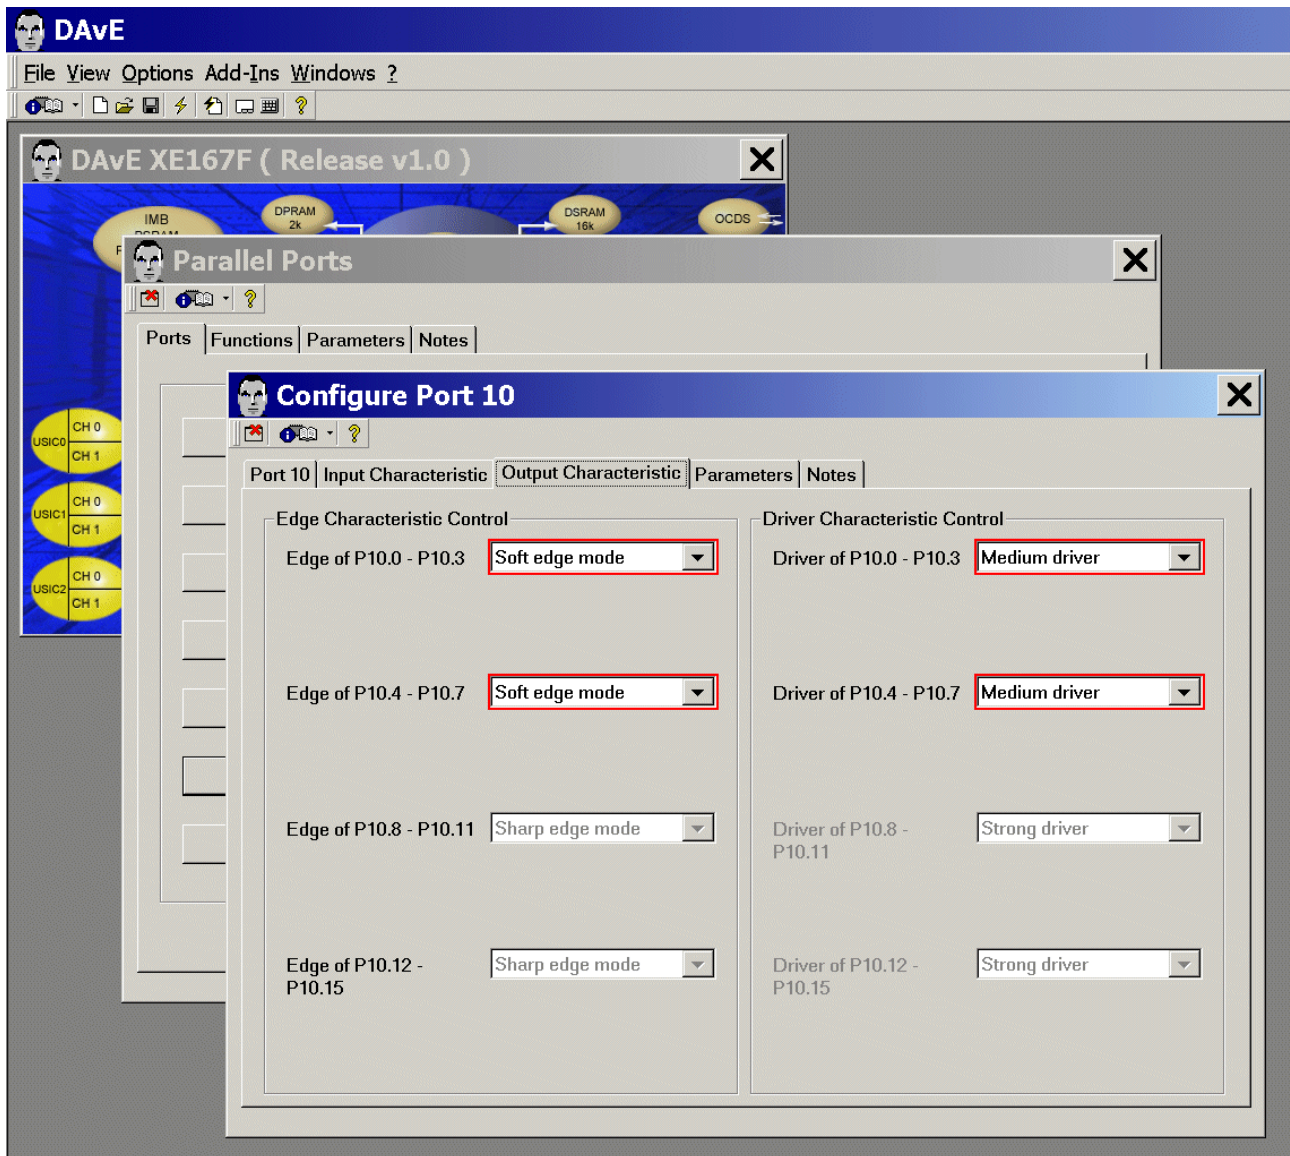 DAvE
File View Options Add-Ins Windows ?
DAvE XE167F ( Release v1.0 )
IMB
DPRAM
2k
DSRAM
16k
OCDS
Parallel Ports
Ports Functions Parameters Notes
Configure Port 10
Port 10 Input Characteristic Output Characteristic Parameters Notes
USIC0 CH 0
CH 1
USIC1 CH 0
CH 1
USIC2 CH 0
CH 1
Edge Characteristic Control
Edge of P10.0 - P10.3 Soft edge mode
Edge of P10.4 - P10.7 Soft edge mode
Edge of P10.8 - P10.11 Sharp edge mode
Edge of P10.12 - Sharp edge mode
P10.15
Driver Characteristic Control
Driver of P10.0 - P10.3 Medium driver
Driver of P10.4 - P10.7 Medium driver
Driver of P10.8 - Strong driver
P10.11
Driver of P10.12 - Strong driver
P10.15